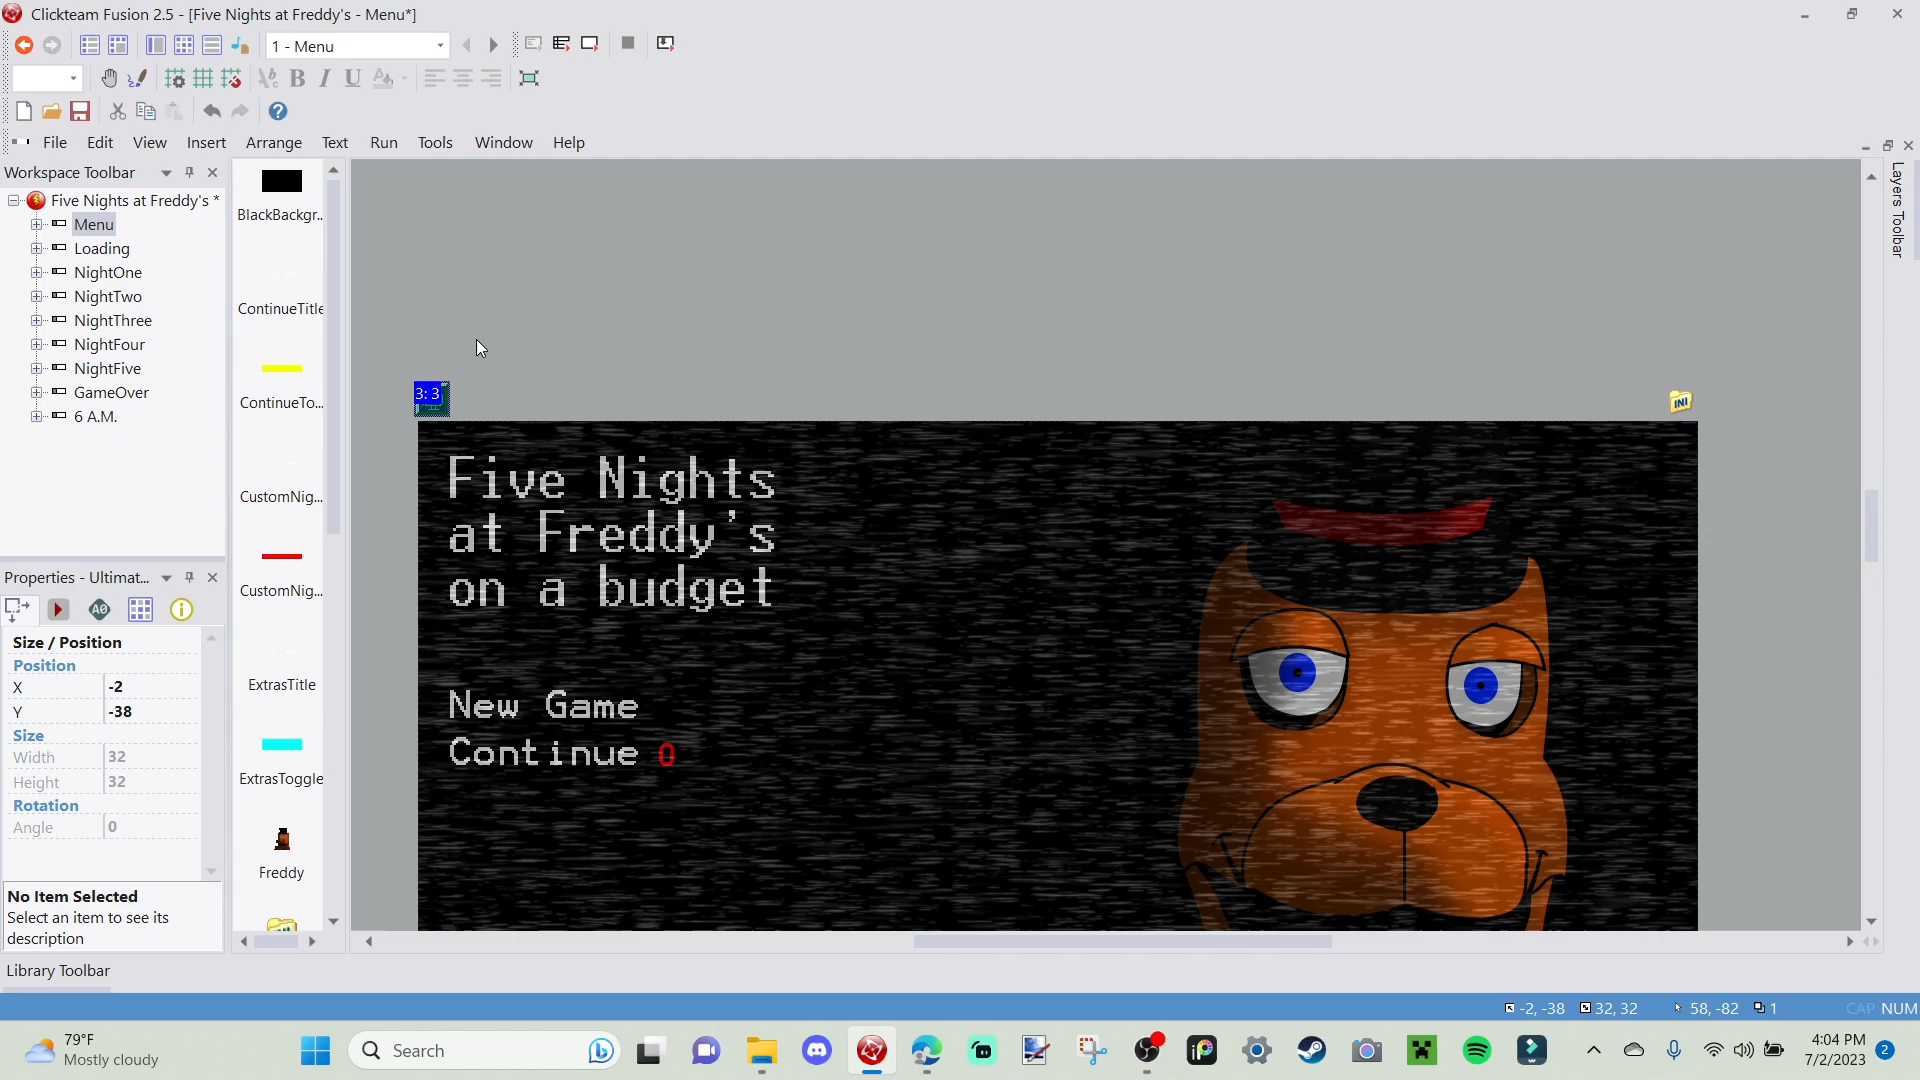 Clickteam Fusion 2.5 - [Five Nights at Freddy's - Menu*]
1 - Menu
File Edit View Insert Arrange Text Run Tools Window Help
Workspace Toolbar
Five Nights at Freddy's *
Menu
Loading
NightOne
NightTwo
NightThree
NightFour
NightFive
GameOver
6 A.M.
Properties - Ultimat...
Size / Position
Position
X -2
Y -38
Size
Width 32
Height 32
Rotation
Angle 0
No Item Selected
Select an item to see its
description
Library Toolbar
BlackBackgr...
ContinueTitle
ContinueTo...
CustomNig...
CustomNig...
ExtrasTitle
ExtrasToggle
Freddy
3: 3
INI
Five Nights
at Freddy's
on a budget
New Game
Continue 0
Layers Toolbar
-2, -38 32, 32 58, -82 1 CAP NUM
79°F
Mostly cloudy
Search
4:04 PM
7/2/2023
2